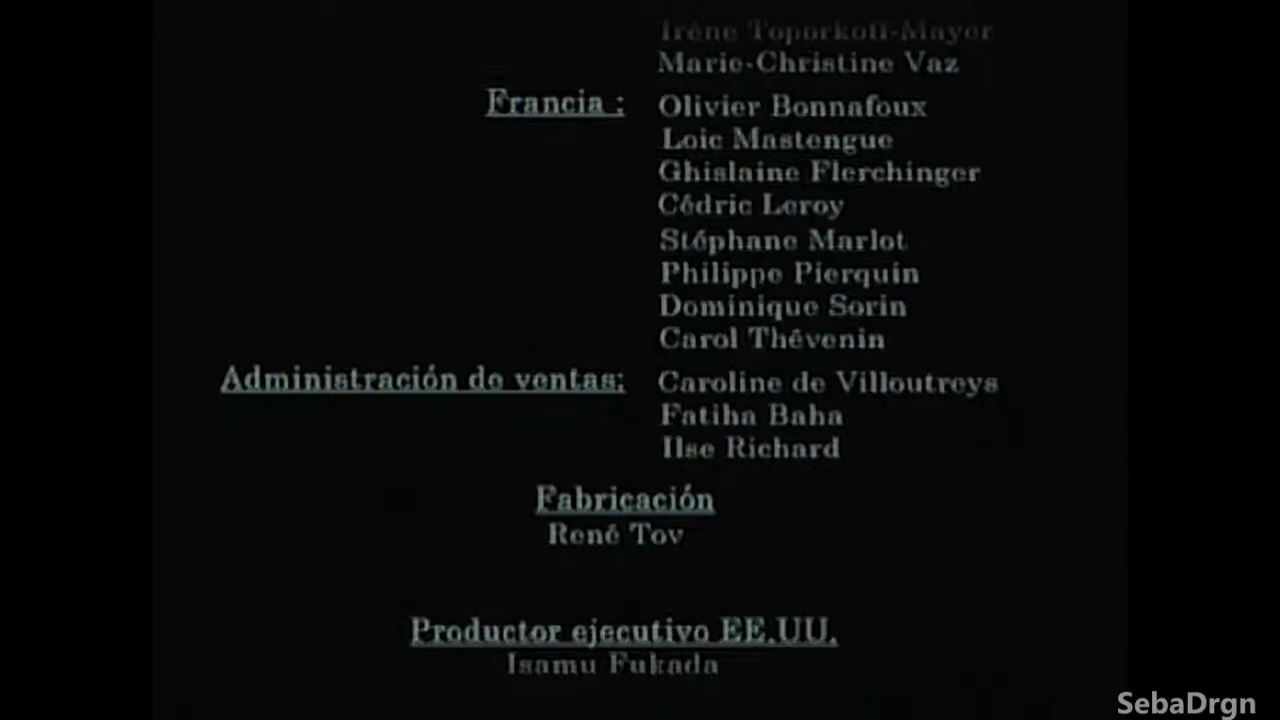 Iréne Toporkoff-Mayer
Marie-Christine Vaz
Francia : Olivier Bonnafoux
Loic Mastengue
Ghislaine Flerchinger
Cédric Leroy
Stéphane Marlot
Philippe Pierquin
Dominique Sorin
Carol Thévenin
Administración de ventas: Caroline de Villoutreys
Fatiha Baha
Ilse Richard
Fabricación
René Tov
Productor ejecutivo EE.UU.
Isamu Fukada
SebaDrgn